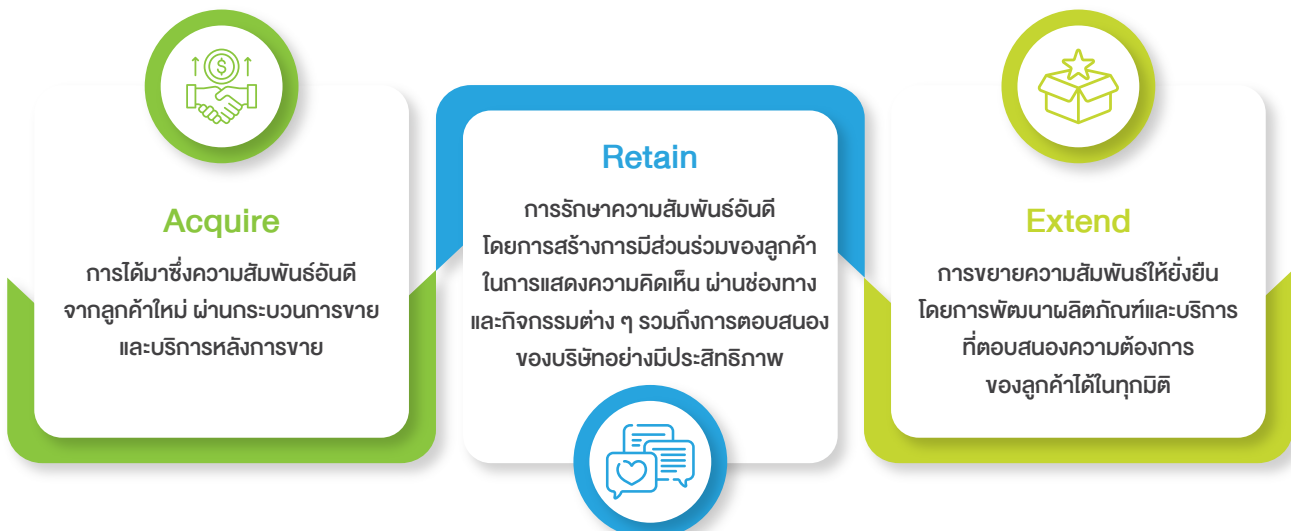 Acquire
การได้มาซึ่งความสัมพันธ์อันดี
จากลูกค้าใหม่ ผ่านกระบวนการขาย
และบริการหลังการขาย
Retain
การรักษาความสัมพันธ์อันดี
โดยการสร้างการมีส่วนร่วมของลูกค้า
ในการแสดงความคิดเห็น ผ่านช่องทาง
และกิจกรรมต่าง ๆ รวมถึงการตอบสนอง
ของบริษัทอย่างมีประสิทธิภาพ
Extend
การขยายความสัมพันธ์ให้ยั่งยืน
โดยการพัฒนาผลิตภัณฑ์และบริการ
ที่ตอบสนองความต้องการ
ของลูกค้าได้ในทุกมิติ